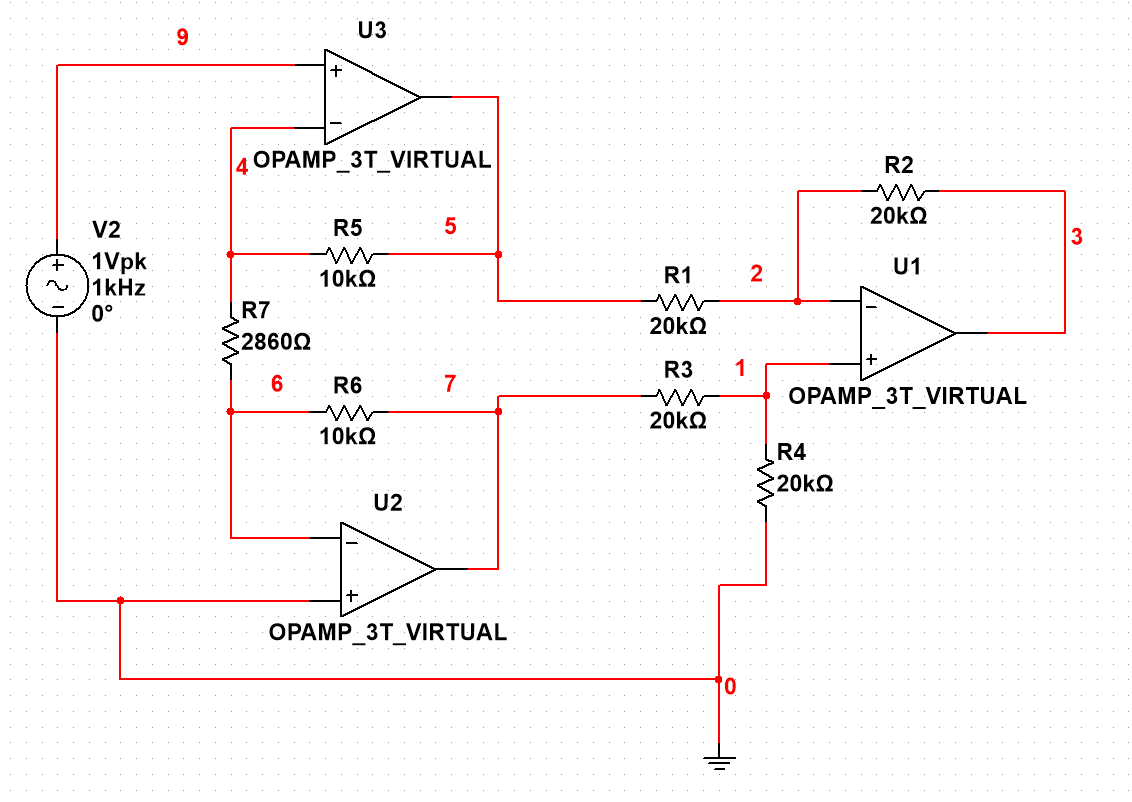 U3
9
+
−
OPAMP_3T_VIRTUAL
4
R2
20kΩ
V2
1Vpk
1kHz
0°
+
−
R5
10kΩ
5
3
R1
20kΩ
2
U1
−
+
OPAMP_3T_VIRTUAL
R7
2860Ω
6
R6
10kΩ
7
R3
20kΩ
1
R4
20kΩ
U2
−
+
OPAMP_3T_VIRTUAL
0